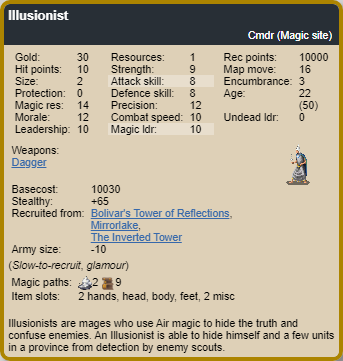 Illusionist
Cmdr (Magic site)
Gold: 30 Resources: 1 Rec points: 10000
Hit points: 10 Strength: 9 Map move: 16
Size: 2 Attack skill: 8 Encumbrance: 3
Protection: 0 Defence skill: 8 Age: 22
Magic res: 14 Precision: 12 (50)
Morale: 12 Combat speed: 10 Undead ldr: 0
Leadership: 10 Magic ldr: 10
Weapons:
Dagger
Basecost: 10030
Stealthy: +65
Recruited from: Bolivar's Tower of Reflections,
Mirrorlake,
The Inverted Tower
Army size: -10
(Slow-to-recruit, glamour)
Magic paths: 2 9
Item slots: 2 hands, head, body, feet, 2 misc
Illusionists are mages who use Air magic to hide the truth and
confuse enemies. An Illusionist is able to hide himself and a few units
in a province from detection by enemy scouts.